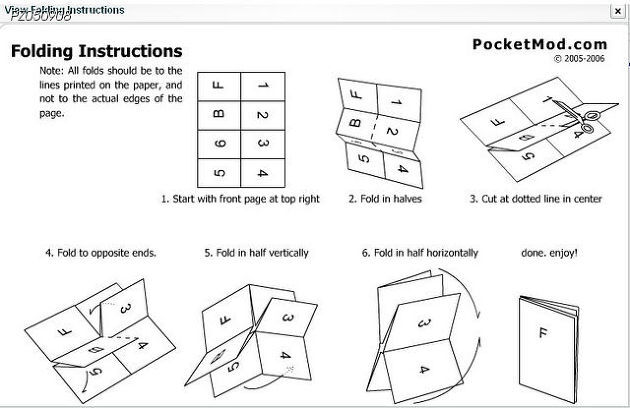 View Folding Instructions
PZ030908
Folding Instructions
PocketMod.com
© 2005-2006
Note: All folds should be to the
lines printed on the paper, and
not to the actual edges of the
page.
F 1
B 2
6 3
5 4
F 1
B 2
5 4
F 1
B
5 4
1. Start with front page at top right
2. Fold in halves
3. Cut at dotted line in center
4. Fold to opposite ends.
5. Fold in half vertically
6. Fold in half horizontally
done. enjoy!
F 3
B 4
5
F 3
4
5
3
4
F